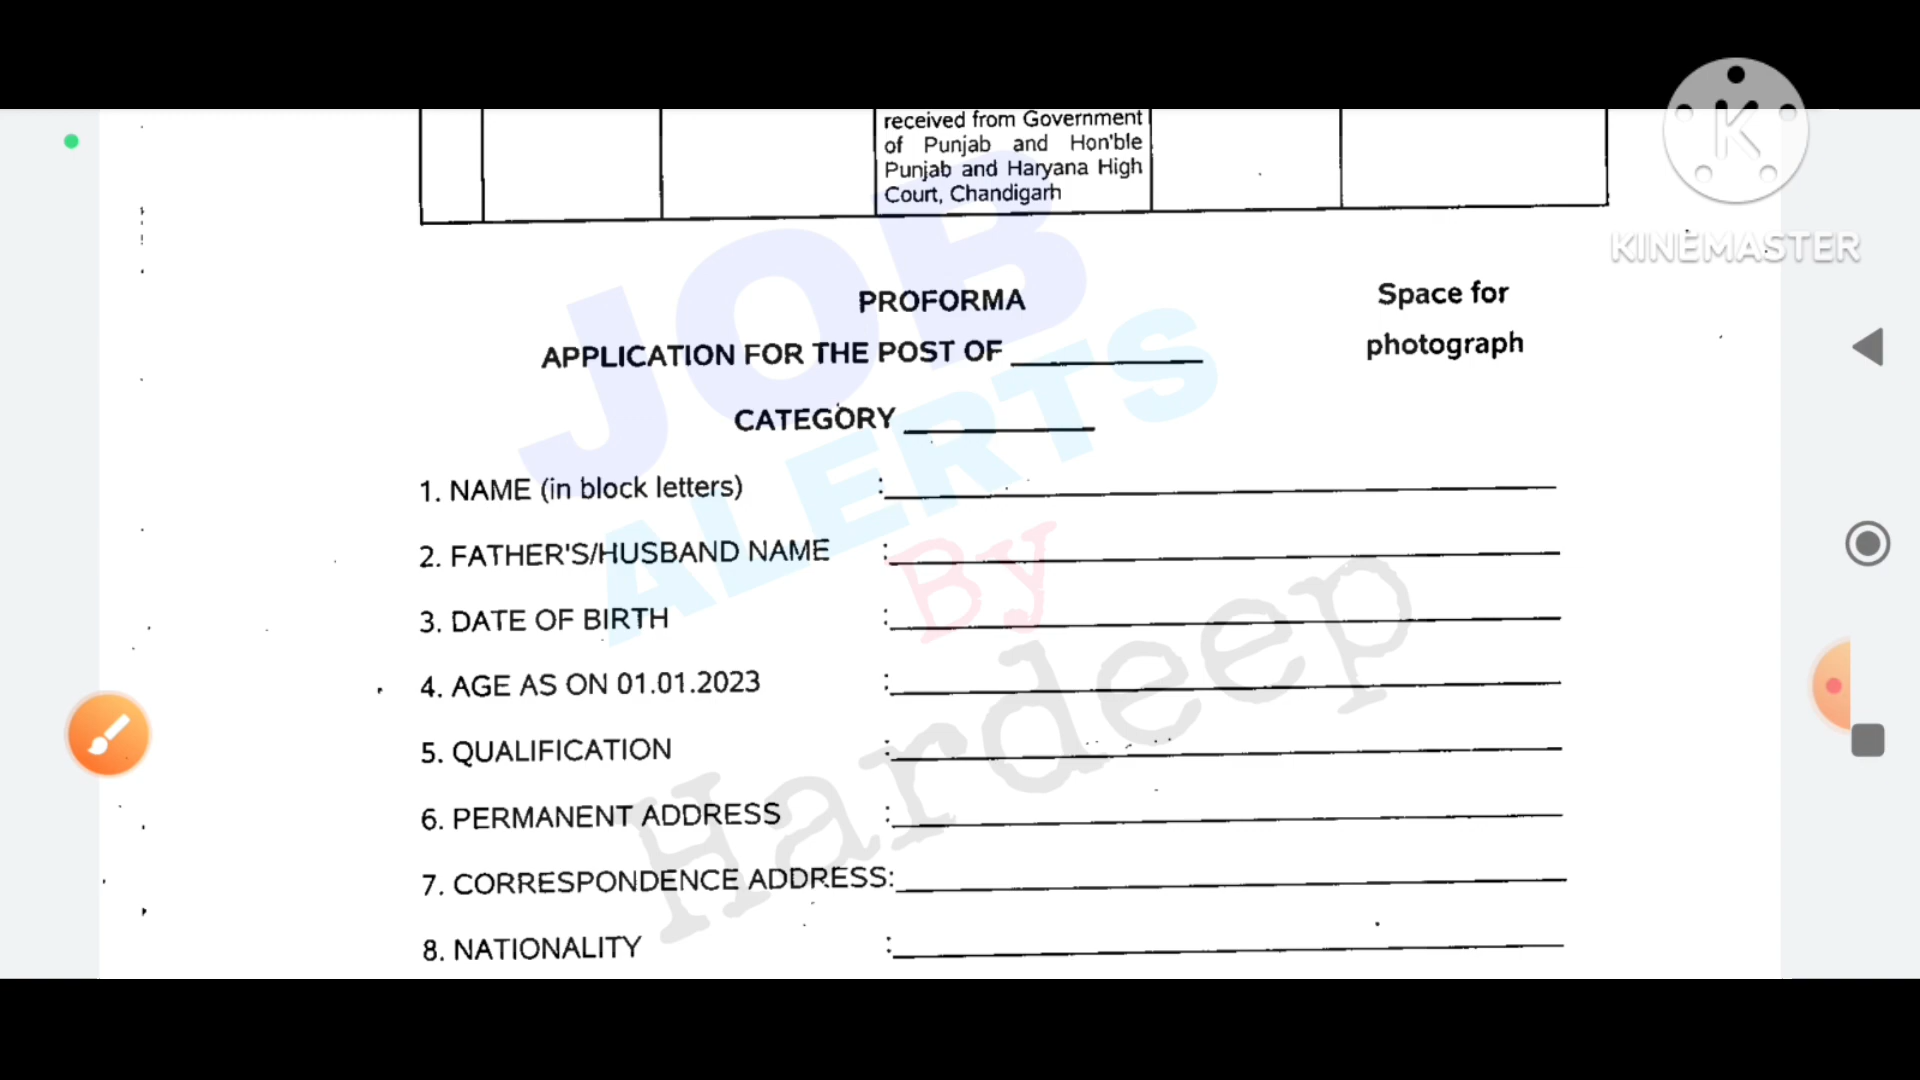 received from Government
of Punjab and Hon'ble
Punjab and Haryana High
Court, Chandigarh
K
KINEMASTER
PROFORMA
Space for
photograph
APPLICATION FOR THE POST OF
CATEGORY
1. NAME (in block letters) :
2. FATHER'S/HUSBAND NAME :
3. DATE OF BIRTH :
4. AGE AS ON 01.01.2023 :
5. QUALIFICATION :
6. PERMANENT ADDRESS :
7. CORRESPONDENCE ADDRESS:
8. NATIONALITY :
JOB
ALERTS
By
Hardeep